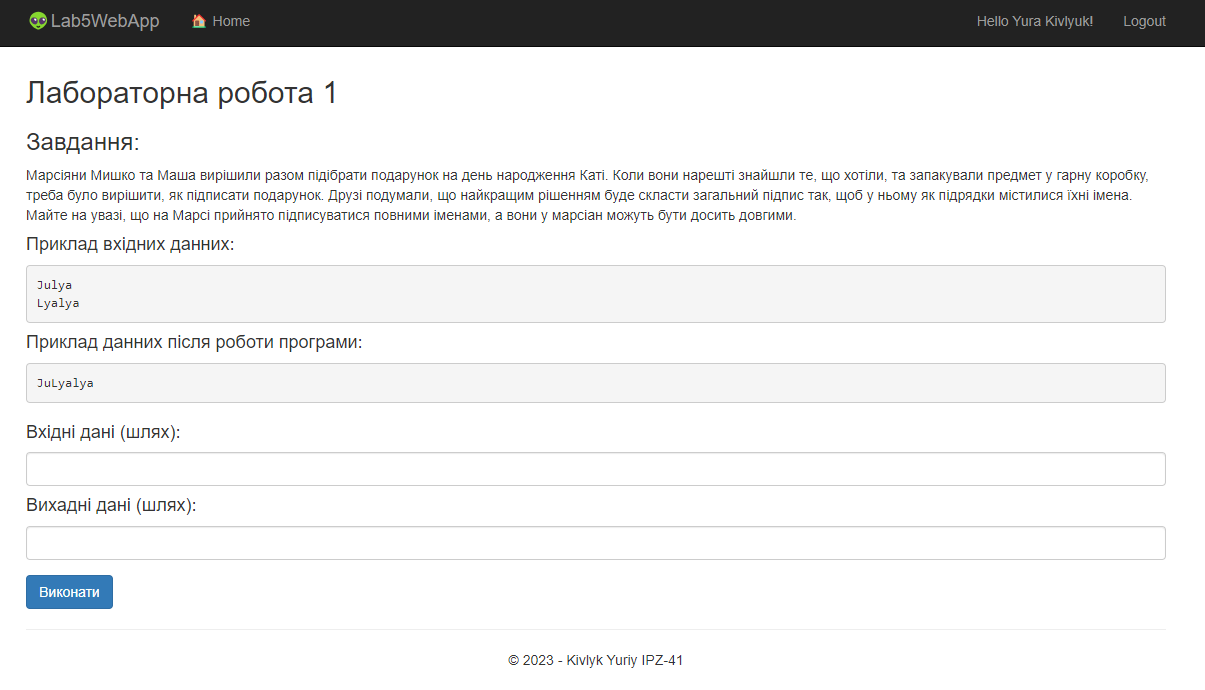 Lab5WebApp Home Hello Yura Kivlyuk! Logout
Лабораторна робота 1
Завдання:
Марсіяни Мишко та Маша вирішили разом підібрати подарунок на день народження Каті. Коли вони нарешті знайшли те, що хотіли, та запакували предмет у гарну коробку,
треба було вирішити, як підписати подарунок. Друзі подумали, що найкращим рішенням буде скласти загальний підпис так, щоб у ньому як підрядки містилися їхні імена.
Майте на увазі, що на Марсі прийнято підписуватися повними іменами, а вони у марсіан можуть бути досить довгими.
Приклад вхідних данних:
Julya
Lyalya
Приклад данних після роботи програми:
JuLyalya
Вхідні дані (шлях):
Вихадні дані (шлях):
Виконати
© 2023 - Kivlyk Yuriy IPZ-41